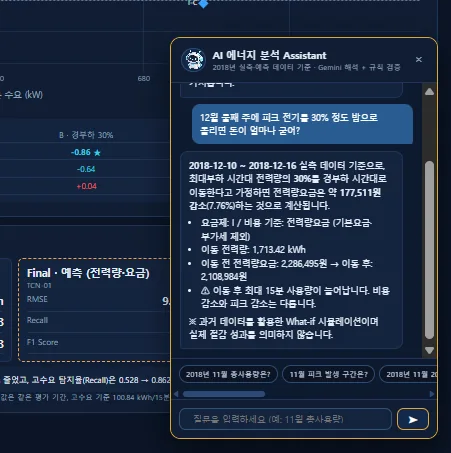 I-C
680
수요 (kW)
B · 경부하 30%
-0.86 ★
-0.64
+0.04
Final · 예측 (전력량·요금)
TCN-01
RMSE
9.
Recall
F1 Score
줄었고, 고수요 탐지율(Recall)은 0.528 → 0.862
값은 같은 평가 기간, 고수요 기준 100.84 kWh/15분
AI 에너지 분석 Assistant
2018년 실측·예측 데이터 기준 · Gemini 해석 + 규칙 검증
×
12월 둘째 주에 피크 전기를 30% 정도 밤으로
돌리면 돈이 얼마나 굳어?
2018-12-10 ~ 2018-12-16 실측 데이터 기준으로,
최대부하 시간대 전력량의 30%를 경부하 시간대로
이동한다고 가정하면 전력량요금은 약 177,511원
감소(7.76%)하는 것으로 계산됩니다.
• 요금제: I / 비용 기준: 전력량요금 (기본요금·
부가세 제외)
• 이동 전력량: 1,713.42 kWh
• 이동 전 전력량요금: 2,286,495원 → 이동 후:
2,108,984원
• ⚠ 이동 후 최대 15분 사용량이 늘어납니다. 비용
감소와 피크 감소는 다릅니다.
※ 과거 데이터를 활용한 What-if 시뮬레이션이며
실제 절감 성과를 의미하지 않습니다.
2018년 11월 총사용량은?
11월 피크 발생 구간은?
2018년 11월 20
질문을 입력하세요 (예: 11월 총사용량)